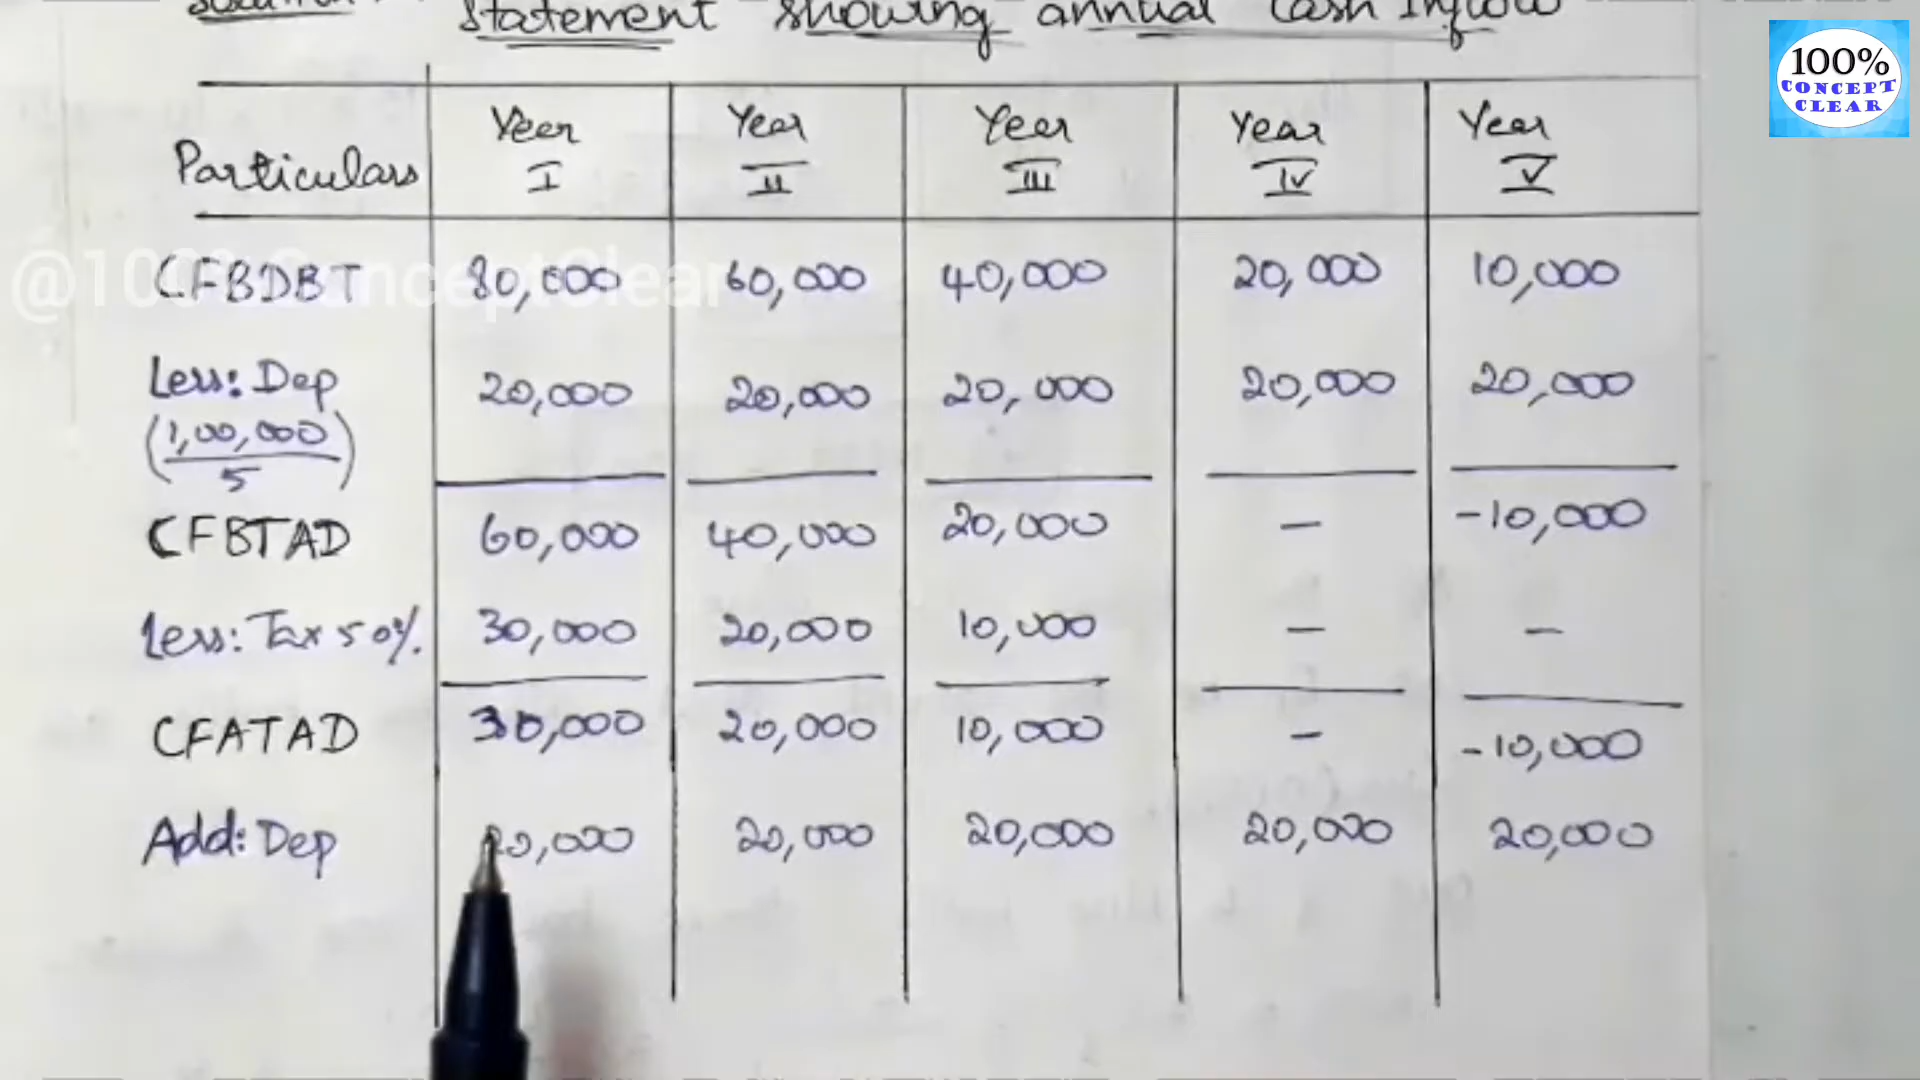 Solution
Statement showing annual Cash Inflow
100%
CONCEPT
CLEAR
Particulars Year I Year II Year III Year IV Year V
@100% ConceptClear
CFBDBT 80,000 60,000 40,000 20,000 10,000
Less: Dep 20,000 20,000 20,000 20,000 20,000
(1,00,000 / 5)
CFBTAD 60,000 40,000 20,000 — -10,000
Less: Tax 50%. 30,000 20,000 10,000 — —
CFATAD 30,000 20,000 10,000 - -10,000
Add: Dep 20,000 20,000 20,000 20,000 20,000